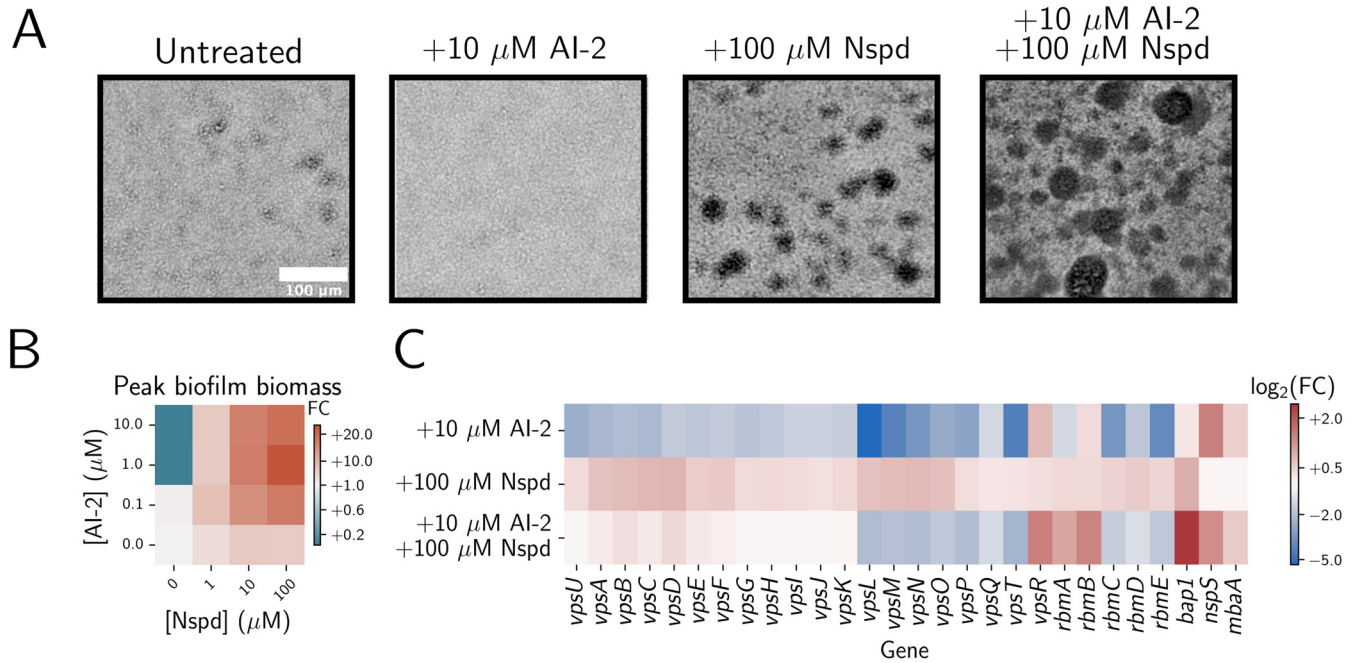 A
Untreated
+10 μM AI-2
+100 μM Nspd
+10 μM AI-2
+100 μM Nspd
100 μm
B
Peak biofilm biomass
FC
10.0
1.0
0.1
0.0
[AI-2] (μM)
0
1
10
100
[Nspd] (μM)
+20.0
+10.0
+1.0
+0.6
+0.2
C
+10 μM AI-2
+100 μM Nspd
+10 μM AI-2
+100 μM Nspd
vpsU
vpsA
vpsB
vpsC
vpsD
vpsE
vpsF
vpsG
vpsH
vpsI
vpsJ
vpsK
vpsL
vpsM
vpsN
vpsO
vpsP
vpsQ
vpsT
vpsR
rbmA
rbmB
rbmC
rbmD
rbmE
bap1
nspS
mbaA
Gene
log2(FC)
+2.0
+0.5
−2.0
−5.0